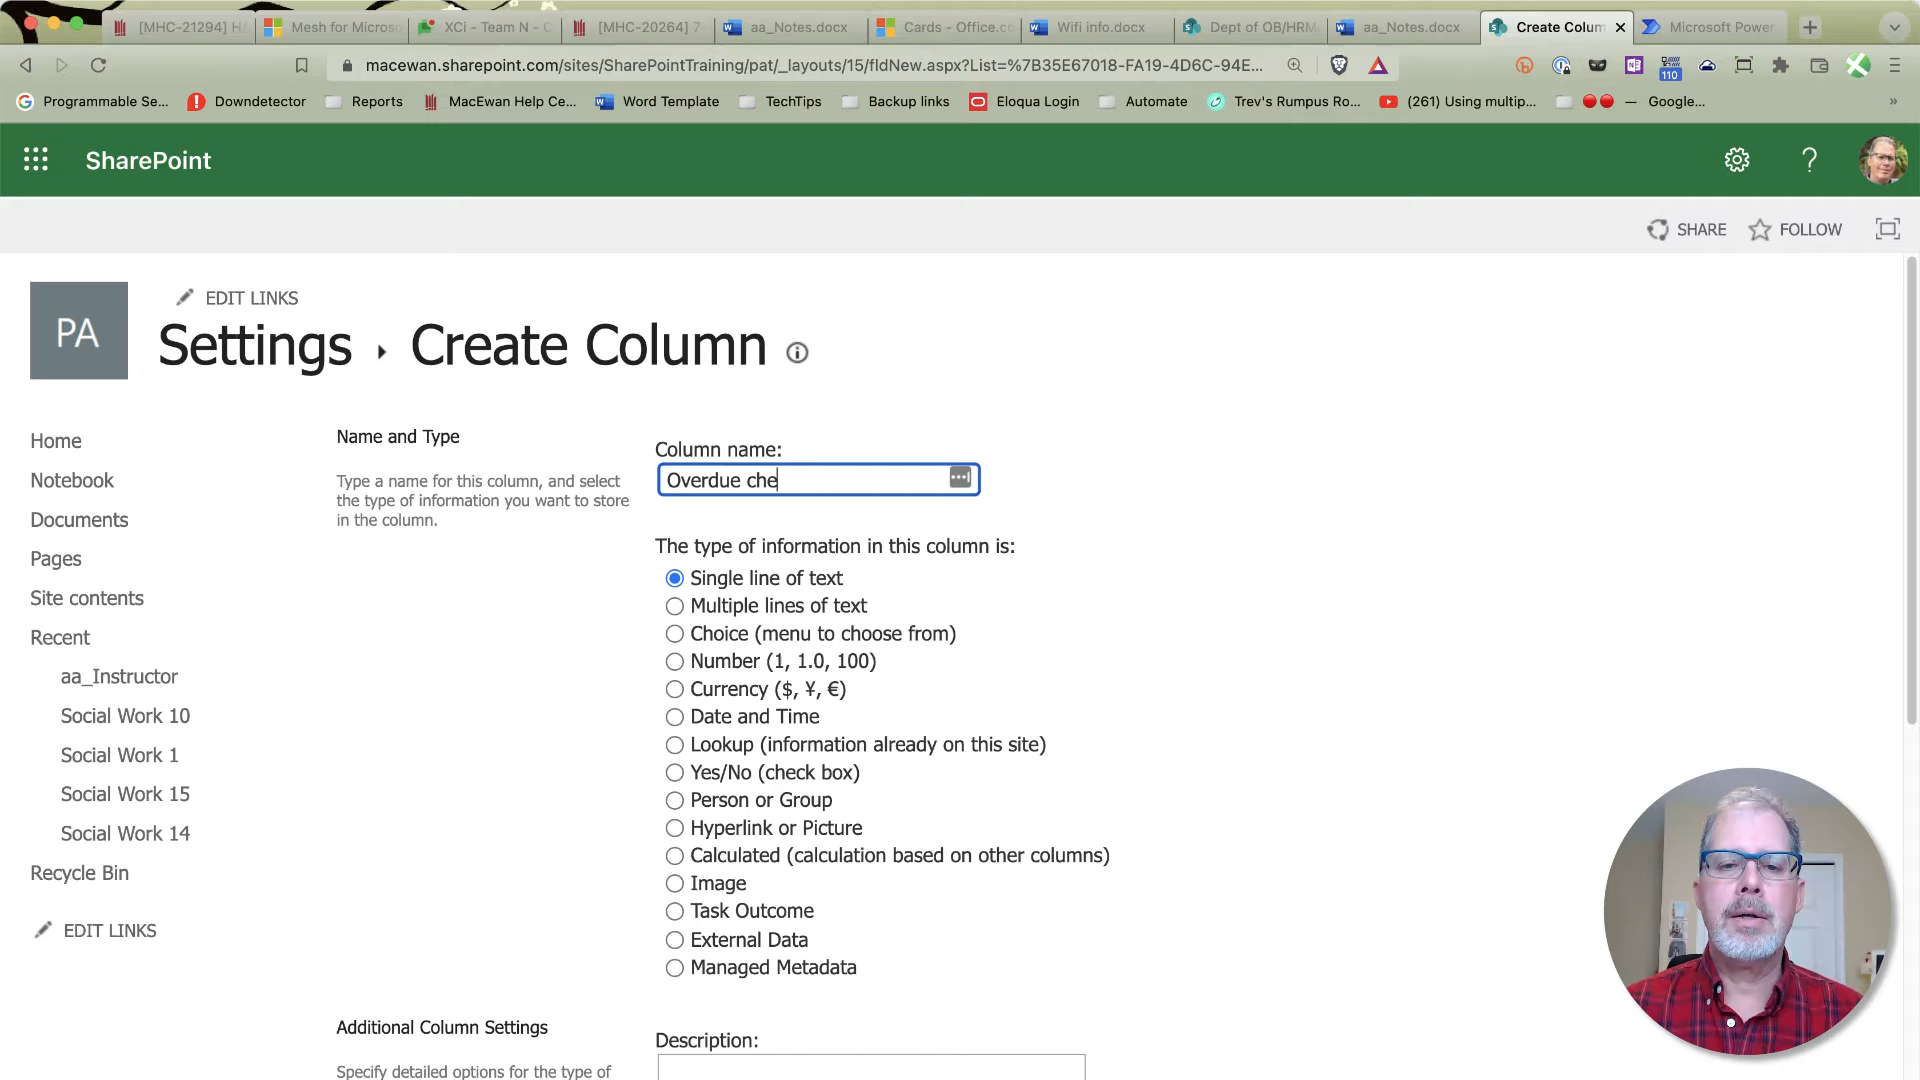 [MHC-21294] HA
Mesh for Microso
XCi - Team N - C
[MHC-20264] 7
aa_Notes.docx
Cards - Office.co
Wifi info.docx
Dept of OB/HRM
aa_Notes.docx
Create Colum
Microsoft Power
macewan.sharepoint.com/sites/SharePointTraining/pat/_layouts/15/fldNew.aspx?List=%7B35E67018-FA19-4D6C-94E...
110
Programmable Se...
Downdetector
Reports
MacEwan Help Ce...
Word Template
TechTips
Backup links
Eloqua Login
Automate
Trev's Rumpus Ro...
(261) Using multip...
— Google...
»
SharePoint
?
SHARE
FOLLOW
PA
EDIT LINKS
Settings ▸ Create Column
Home
Notebook
Documents
Pages
Site contents
Recent
aa_Instructor
Social Work 10
Social Work 1
Social Work 15
Social Work 14
Recycle Bin
EDIT LINKS
Name and Type
Type a name for this column, and select
the type of information you want to store
in the column.
Column name:
Overdue che
The type of information in this column is:
Single line of text
Multiple lines of text
Choice (menu to choose from)
Number (1, 1.0, 100)
Currency ($, ¥, €)
Date and Time
Lookup (information already on this site)
Yes/No (check box)
Person or Group
Hyperlink or Picture
Calculated (calculation based on other columns)
Image
Task Outcome
External Data
Managed Metadata
Additional Column Settings
Specify detailed options for the type of
Description: